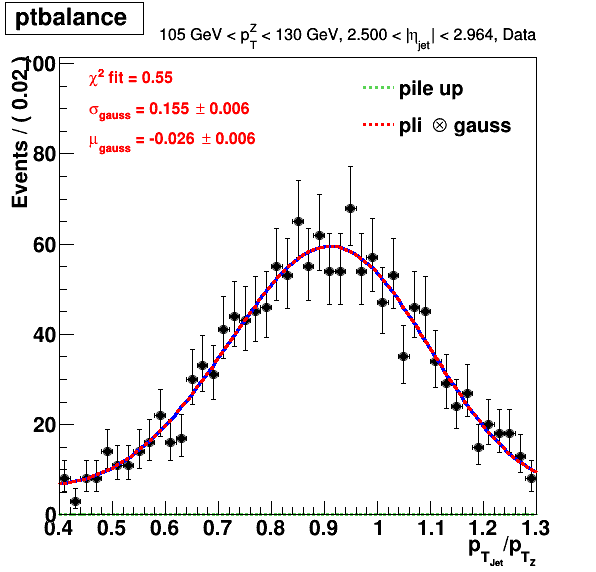 ptbalance
105 GeV < p_T^Z < 130 GeV, 2.500 < |η_jet| < 2.964, Data
χ² fit = 0.55
σ_gauss = 0.155 ± 0.006
μ_gauss = -0.026 ± 0.006
pile up
pli ⊗ gauss
Events / ( 0.02 )
100
80
60
40
20
0
0.4 0.5 0.6 0.7 0.8 0.9 1 1.1 1.2 1.3
p_T_Jet/p_T_Z